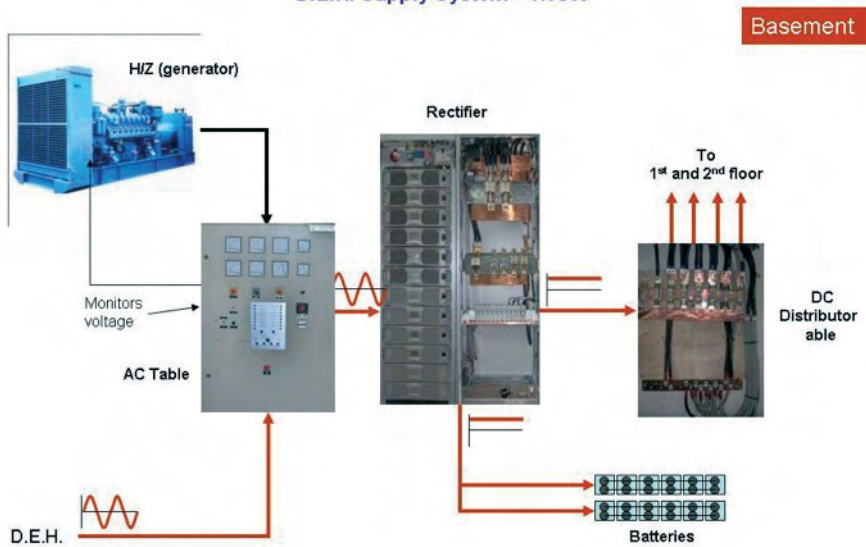 Basement
H/Z (generator)
Rectifier
To
1st and 2nd floor
Monitors
voltage
AC Table
DC
Distributor
able
D.E.H.
Batteries